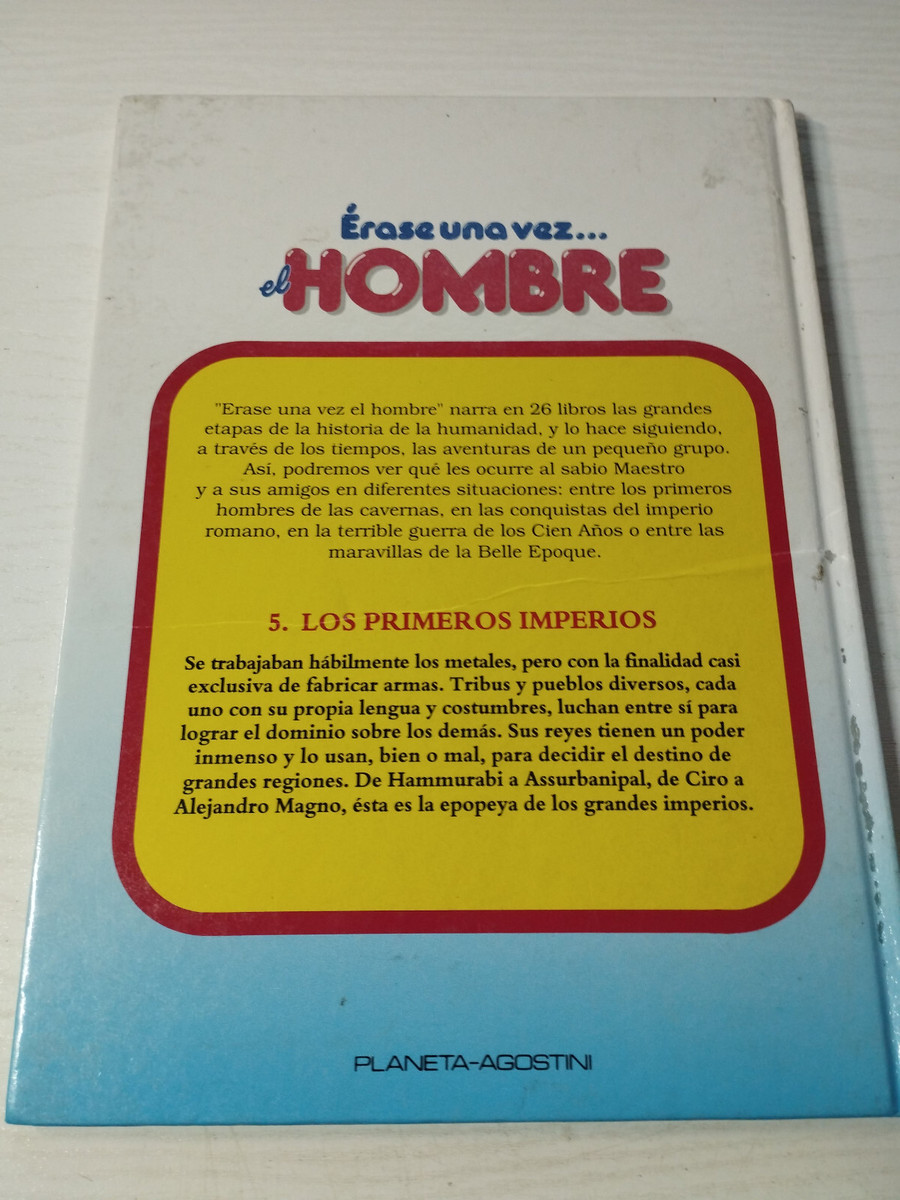 Érase una vez...
el HOMBRE
"Erase una vez el hombre" narra en 26 libros las grandes
etapas de la historia de la humanidad, y lo hace siguiendo,
a través de los tiempos, las aventuras de un pequeño grupo.
Así, podremos ver qué les ocurre al sabio Maestro
y a sus amigos en diferentes situaciones: entre los primeros
hombres de las cavernas, en las conquistas del imperio
romano, en la terrible guerra de los Cien Años o entre las
maravillas de la Belle Epoque.
5. LOS PRIMEROS IMPERIOS
Se trabajaban hábilmente los metales, pero con la finalidad casi
exclusiva de fabricar armas. Tribus y pueblos diversos, cada
uno con su propia lengua y costumbres, luchan entre sí para
lograr el dominio sobre los demás. Sus reyes tienen un poder
inmenso y lo usan, bien o mal, para decidir el destino de
grandes regiones. De Hammurabi a Assurbanipal, de Ciro a
Alejandro Magno, ésta es la epopeya de los grandes imperios.
PLANETA-AGOSTINI